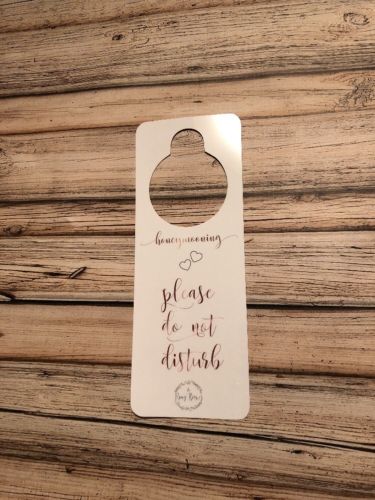 honeymooning
please
do not
disturb